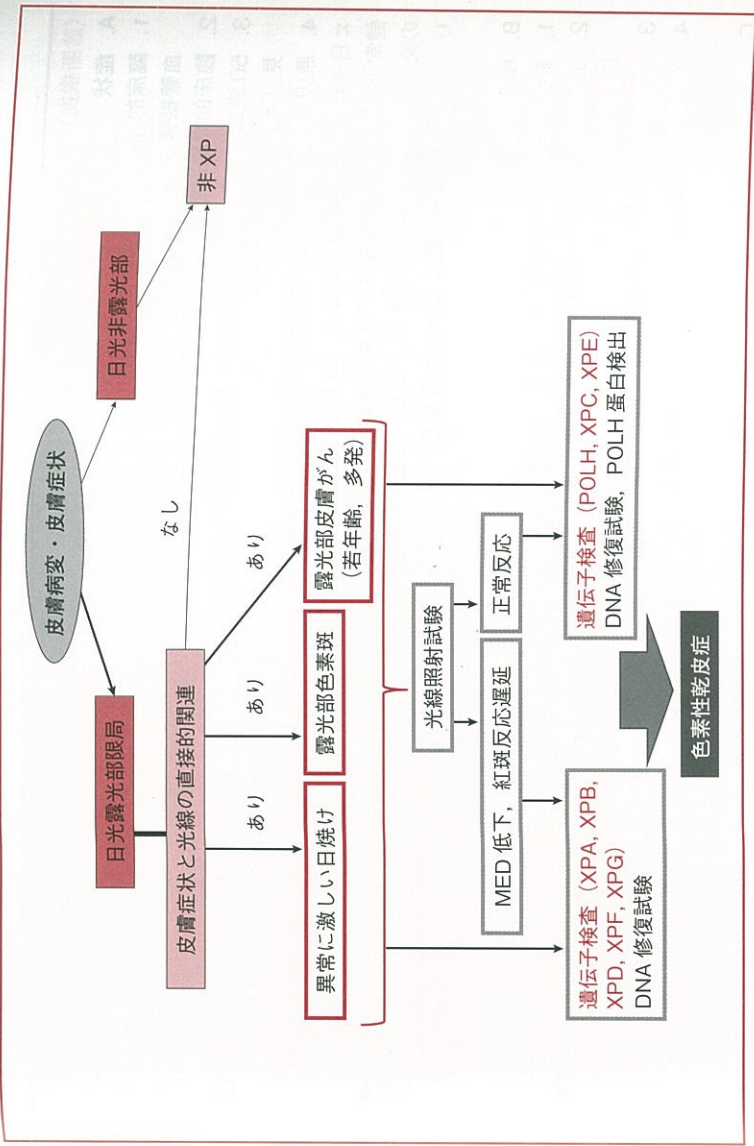 皮膚病変・皮膚症状
日光露光部限局
日光非露光部
皮膚症状と光線の直接的関連
なし
非 XP
あり
あり
あり
異常に激しい日焼け
露光部色素斑
露光部皮膚がん
(若年齢,多発)
光線照射試験
MED 低下,紅斑反応遅延
正常反応
遺伝子検査(XPA, XPB,
XPD, XPF, XPG)
DNA 修復試験
遺伝子検査(POLH, XPC, XPE)
DNA 修復試験,POLH 蛋白検出
色素性乾皮症